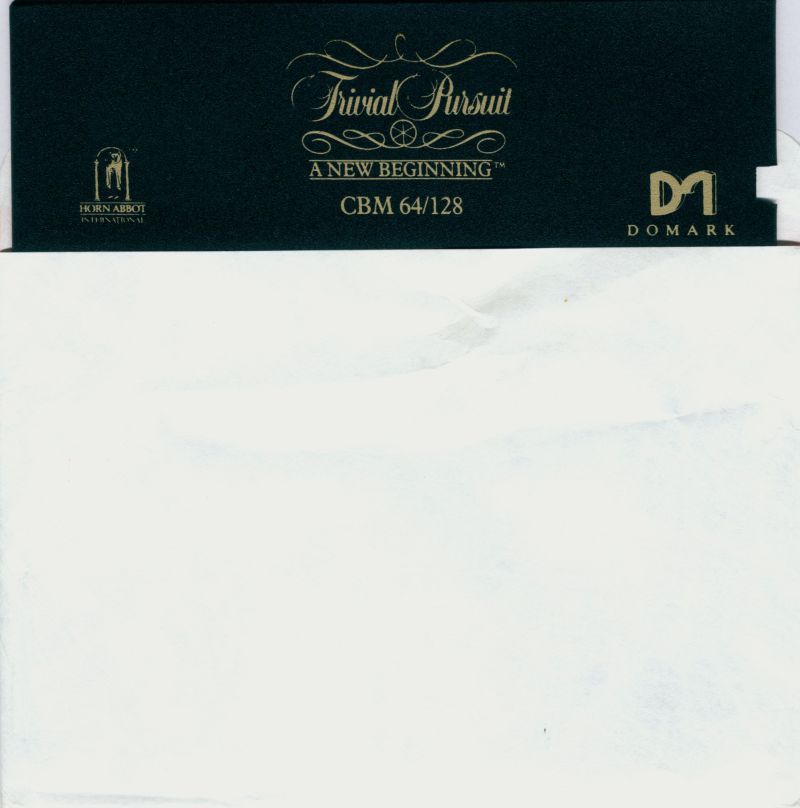 Trivial Pursuit
A NEW BEGINNING™
CBM 64/128
HORN ABBOT
INTERNATIONAL
DOMARK